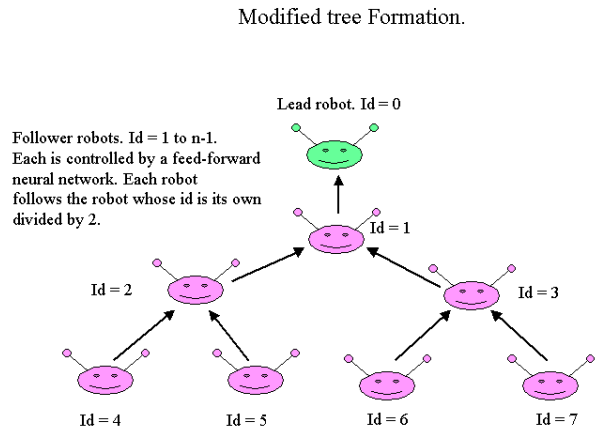 Modified tree Formation.
Lead robot. Id = 0
Follower robots. Id = 1 to n-1.
Each is controlled by a feed-forward
neural network. Each robot
follows the robot whose id is its own
divided by 2.
Id = 1
Id = 2
Id = 3
Id = 4
Id = 5
Id = 6
Id = 7